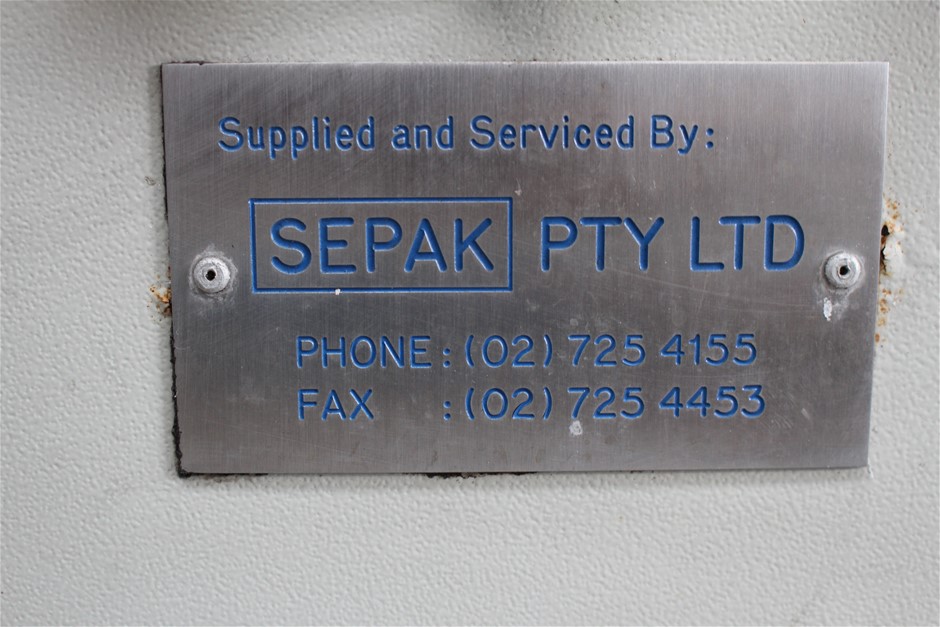 Supplied and Serviced By:
SEPAK PTY LTD
PHONE: (02) 725 4155
FAX : (02) 725 4453